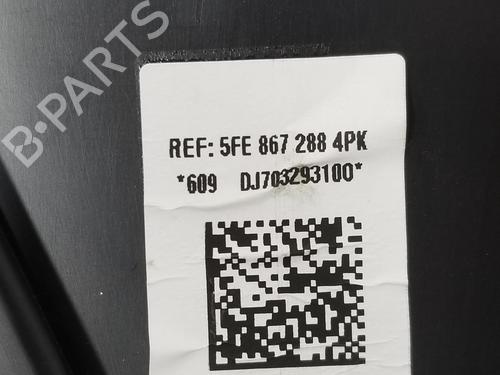 B-PARTS
REF: 5FE 867 288 4PK
*609 DJ703293100*